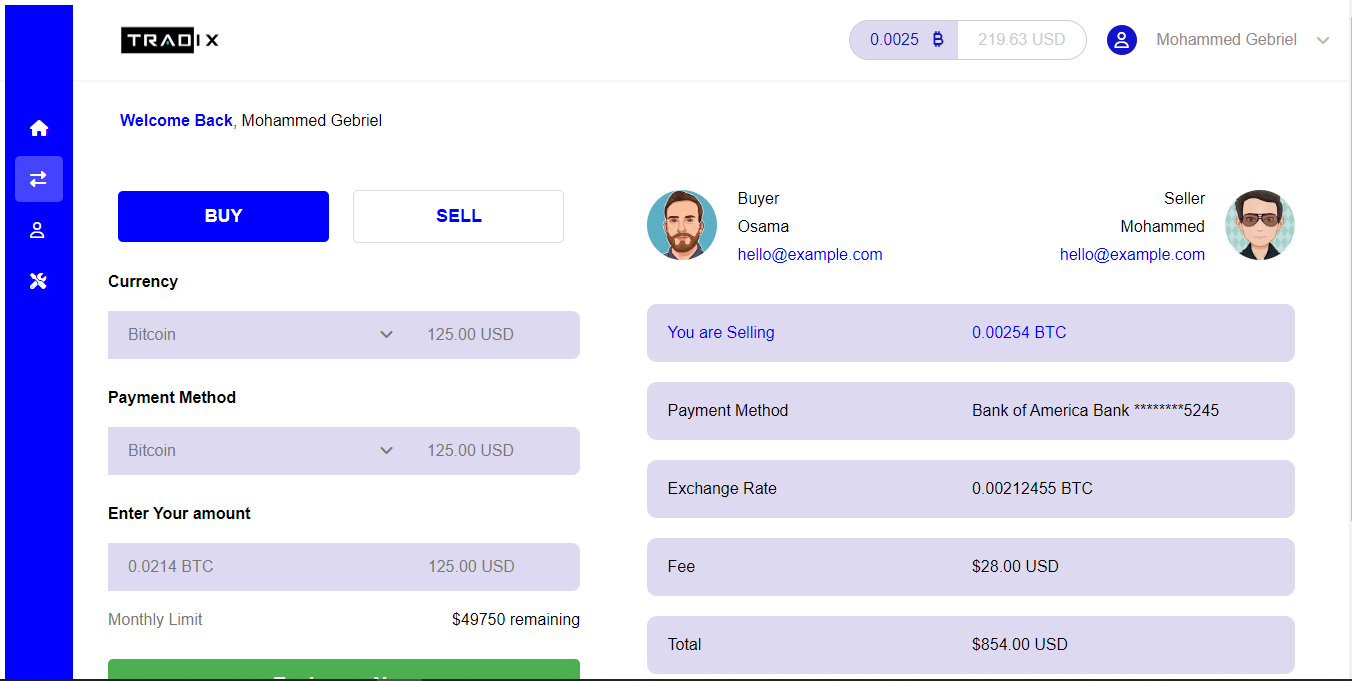 TRADIX
0.0025 ₿ 219.63 USD
Mohammed Gebriel
Welcome Back, Mohammed Gebriel
BUY
SELL
Currency
Bitcoin 125.00 USD
Payment Method
Bitcoin 125.00 USD
Enter Your amount
0.0214 BTC 125.00 USD
Monthly Limit $49750 remaining
Buyer
Osama
hello@example.com
Seller
Mohammed
hello@example.com
You are Selling 0.00254 BTC
Payment Method Bank of America Bank ********5245
Exchange Rate 0.00212455 BTC
Fee $28.00 USD
Total $854.00 USD